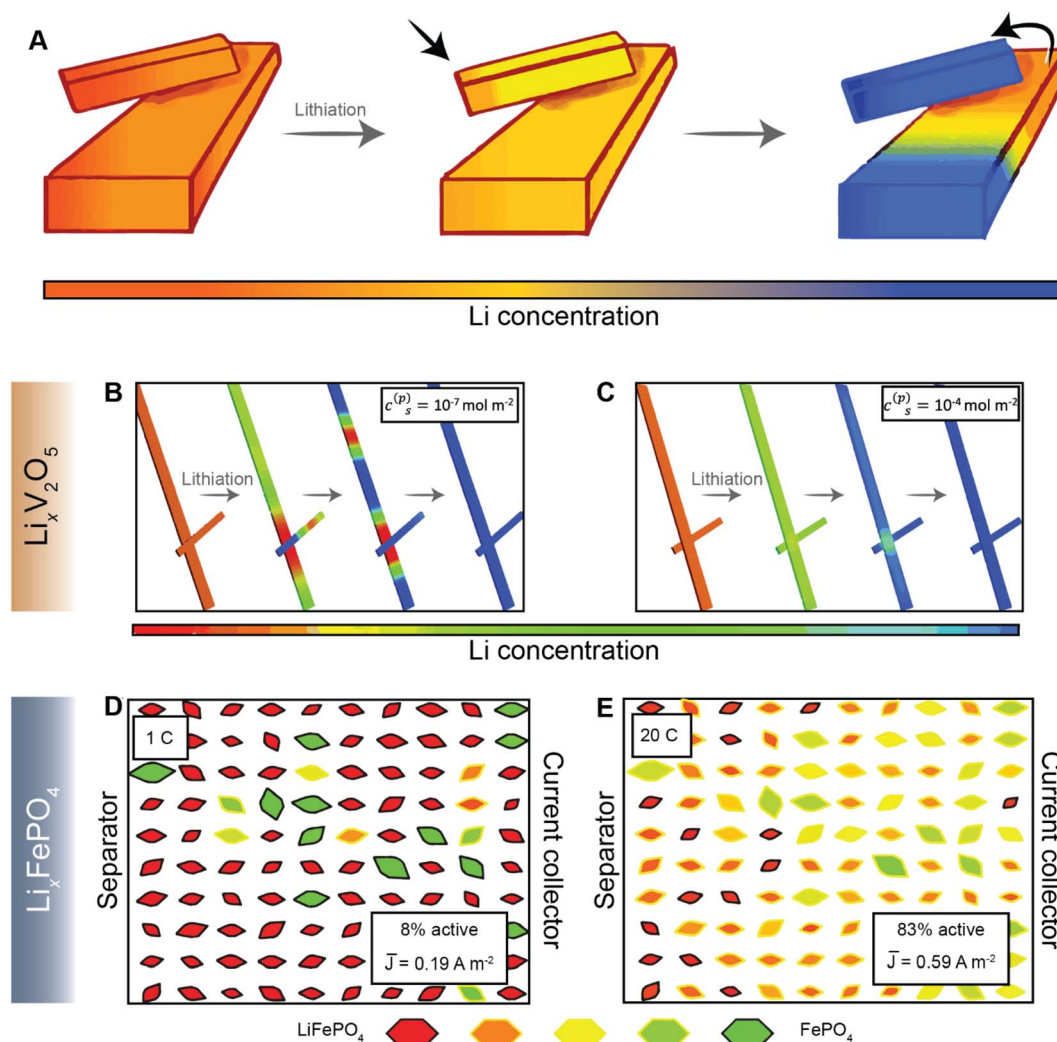 A
Lithiation
Li concentration
LiₓV₂O₅
B
c⁽ᵖ⁾ₛ = 10⁻⁷ mol m⁻²
Lithiation
C
c⁽ᵖ⁾ₛ = 10⁻⁴ mol m⁻²
Lithiation
Li concentration
LiₓFePO₄
D
1 C
Separator
Current collector
8% active
J̄ = 0.19 A m⁻²
E
20 C
Separator
Current collector
83% active
J̄ = 0.59 A m⁻²
LiFePO₄
FePO₄